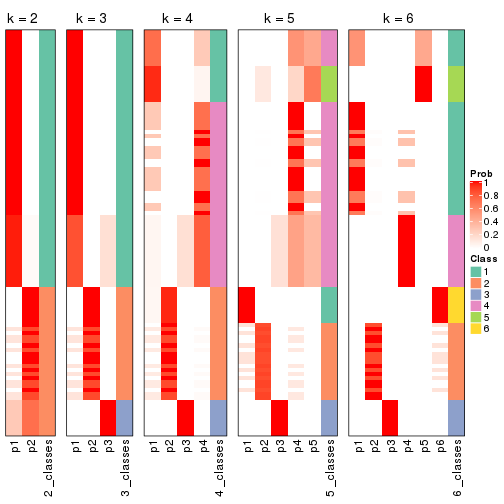 k = 2
k = 3
k = 4
k = 5
k = 6
Prob
1
0.8
0.6
0.4
0.2
0
Class
1
2
3
4
5
6
p1
p2
2_classes
p1
p2
p3
3_classes
p1
p2
p3
p4
4_classes
p1
p2
p3
p4
p5
5_classes
p1
p2
p3
p4
p5
p6
6_classes